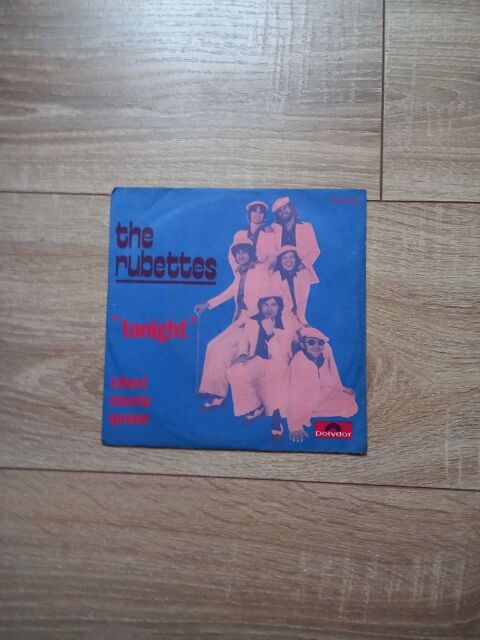 the
rubettes
"tonight"
silent
movie
queen
Polydor